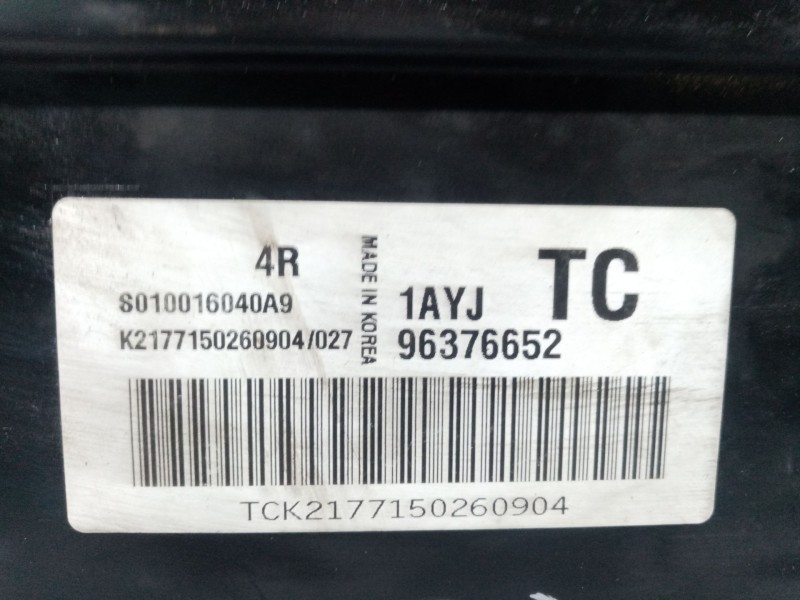 4R
S010016040A9
K2177150260904/027
MADE IN KOREA
1AYJ
TC
96376652
TCK2177150260904